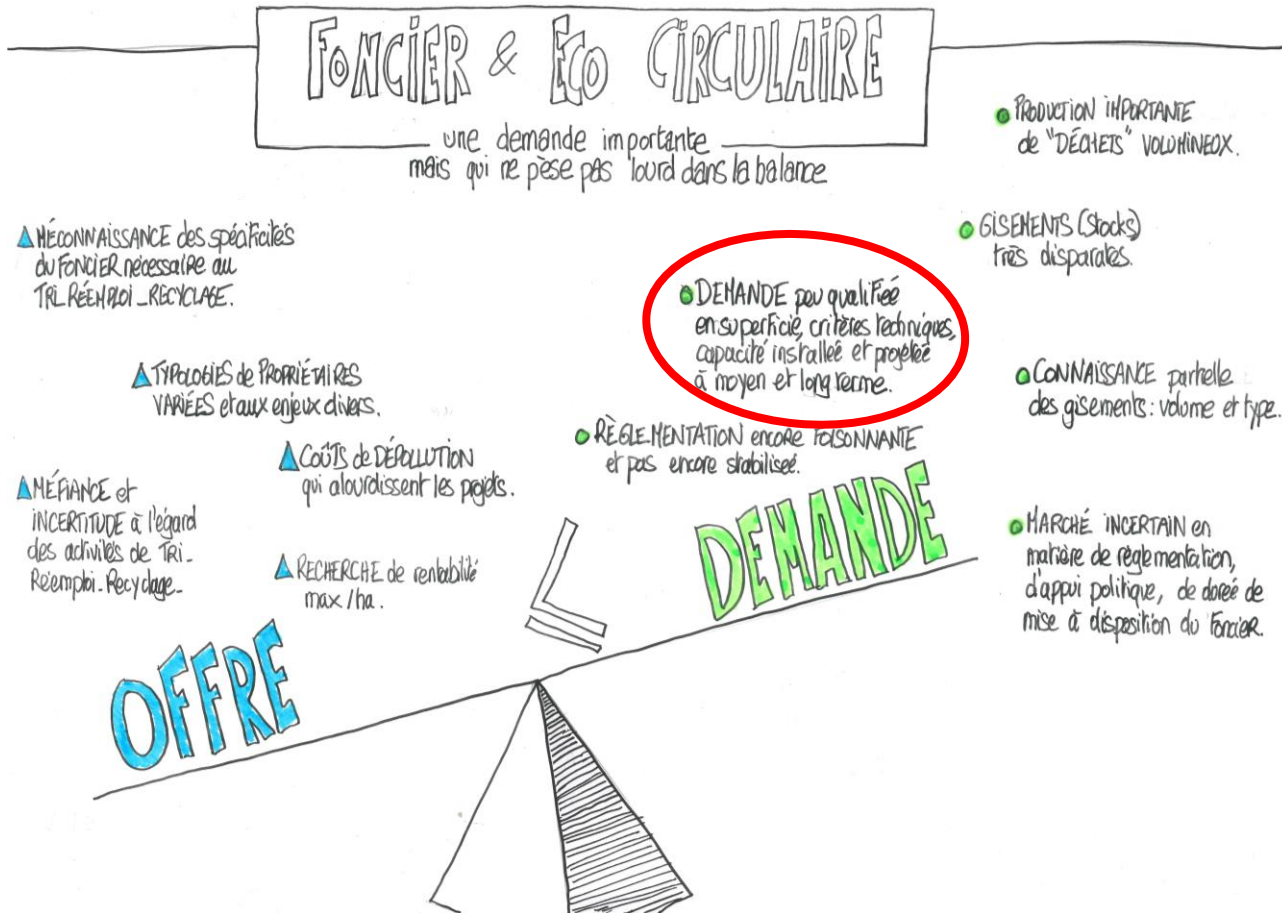 FONCIER & ÉCO CIRCULAIRE
une demande importante
mais qui ne pèse pas lourd dans la balance
▲ MÉCONNAISSANCE des spécificités
du FONCIER nécessaire au
TRI_RÉEMPLOI_RECYCLAGE.
▲ TYPOLOGIES de PROPRIÉTAIRES
VARIÉES et aux enjeux divers.
▲ COÛTS de DÉPOLLUTION
qui alourdissent les projets.
▲ MÉFIANCE et
INCERTITUDE à l'égard
des activités de TRI-
Réemploi-Recyclage-
▲ RECHERCHE de rentabilité
max/ha.
OFFRE
● PRODUCTION IMPORTANTE
de "DÉCHETS" VOLUMINEUX.
● GISEMENTS (Stocks)
très disparates.
● DEMANDE peu qualifiée
en superficie, critères techniques,
capacité installée et projetée
à moyen et long terme.
● CONNAISSANCE partielle
des gisements : volume et type.
● RÈGLEMENTATION encore FOISONNANTE
et pas encore stabilisée.
● MARCHÉ INCERTAIN en
matière de règlementation,
d'appui politique, de durée de
mise à disposition du Foncier.
DEMANDE